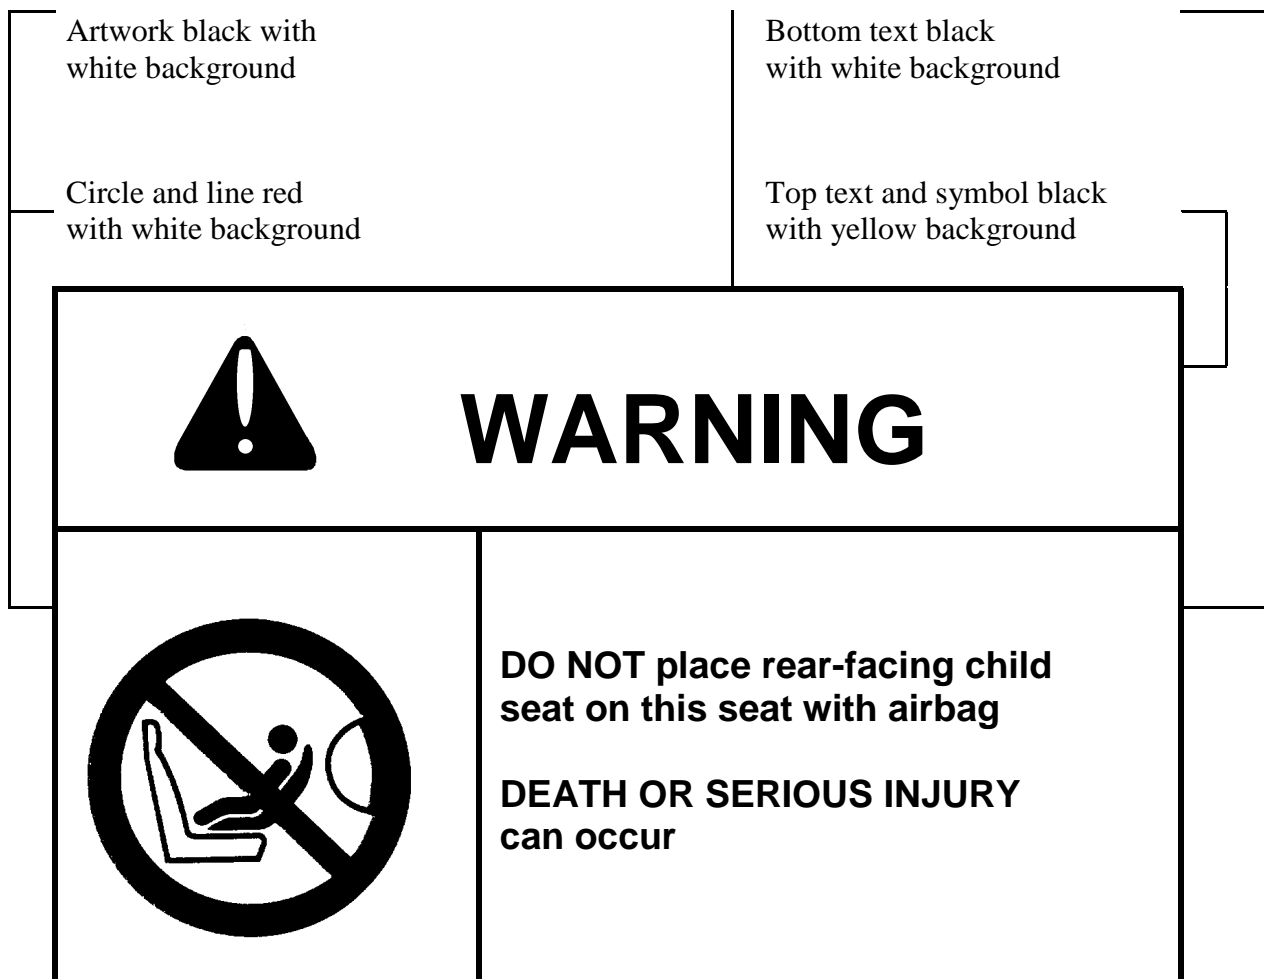 Artwork black with
white background
Bottom text black
with white background
Circle and line red
with white background
Top text and symbol black
with yellow background
WARNING
DO NOT place rear-facing child
seat on this seat with airbag
DEATH OR SERIOUS INJURY
can occur